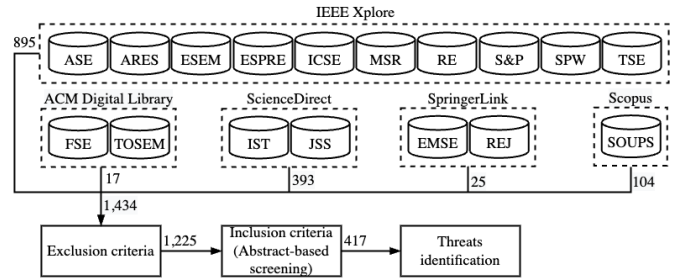 IEEE Xplore
895
ASE ARES ESEM ESPRE ICSE MSR RE S&P SPW TSE
ACM Digital Library ScienceDirect SpringerLink Scopus
FSE TOSEM IST JSS EMSE REJ SOUPS
17 393 25 104
1,434
Exclusion criteria
1,225
Inclusion criteria
(Abstract-based
screening)
417
Threats
identification